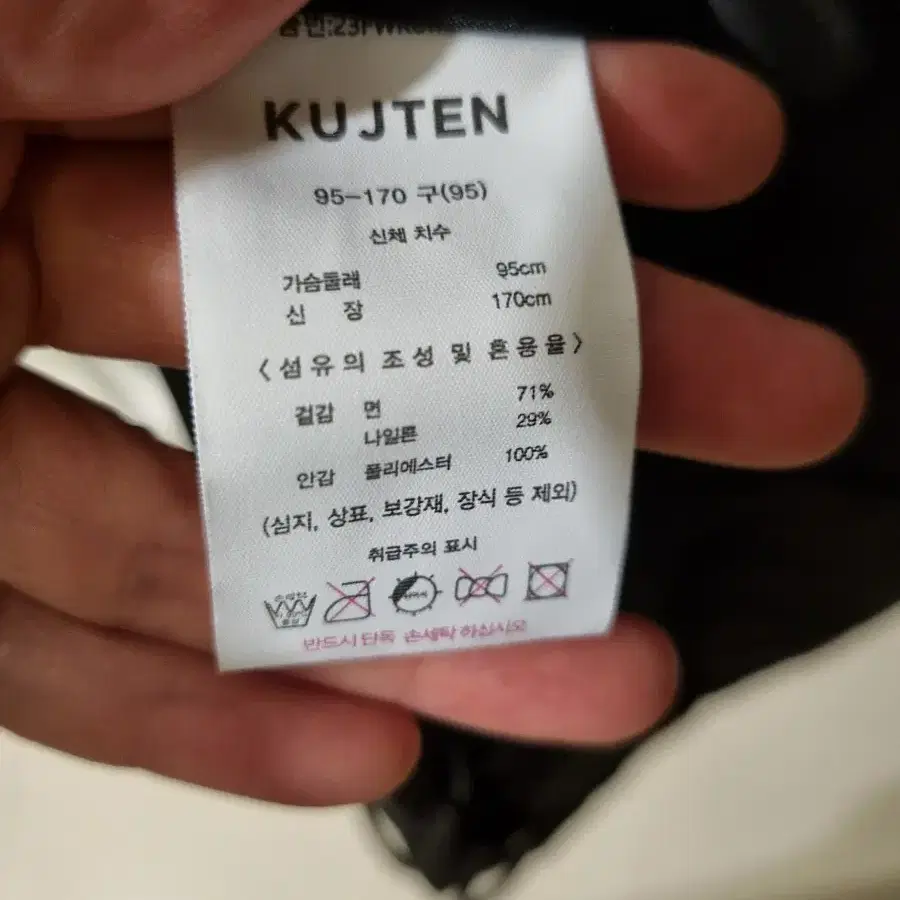 KUJTEN
95-170 구(95)
신체 치수
가슴둘레 95cm
신 장 170cm
<섬유의 조성 및 혼용율>
겉감 면 71%
나일론 29%
안감 폴리에스터 100%
(심지, 상표, 보강재, 장식 등 제외)
취급주의 표시
반드시 단독 손세탁 하십시오